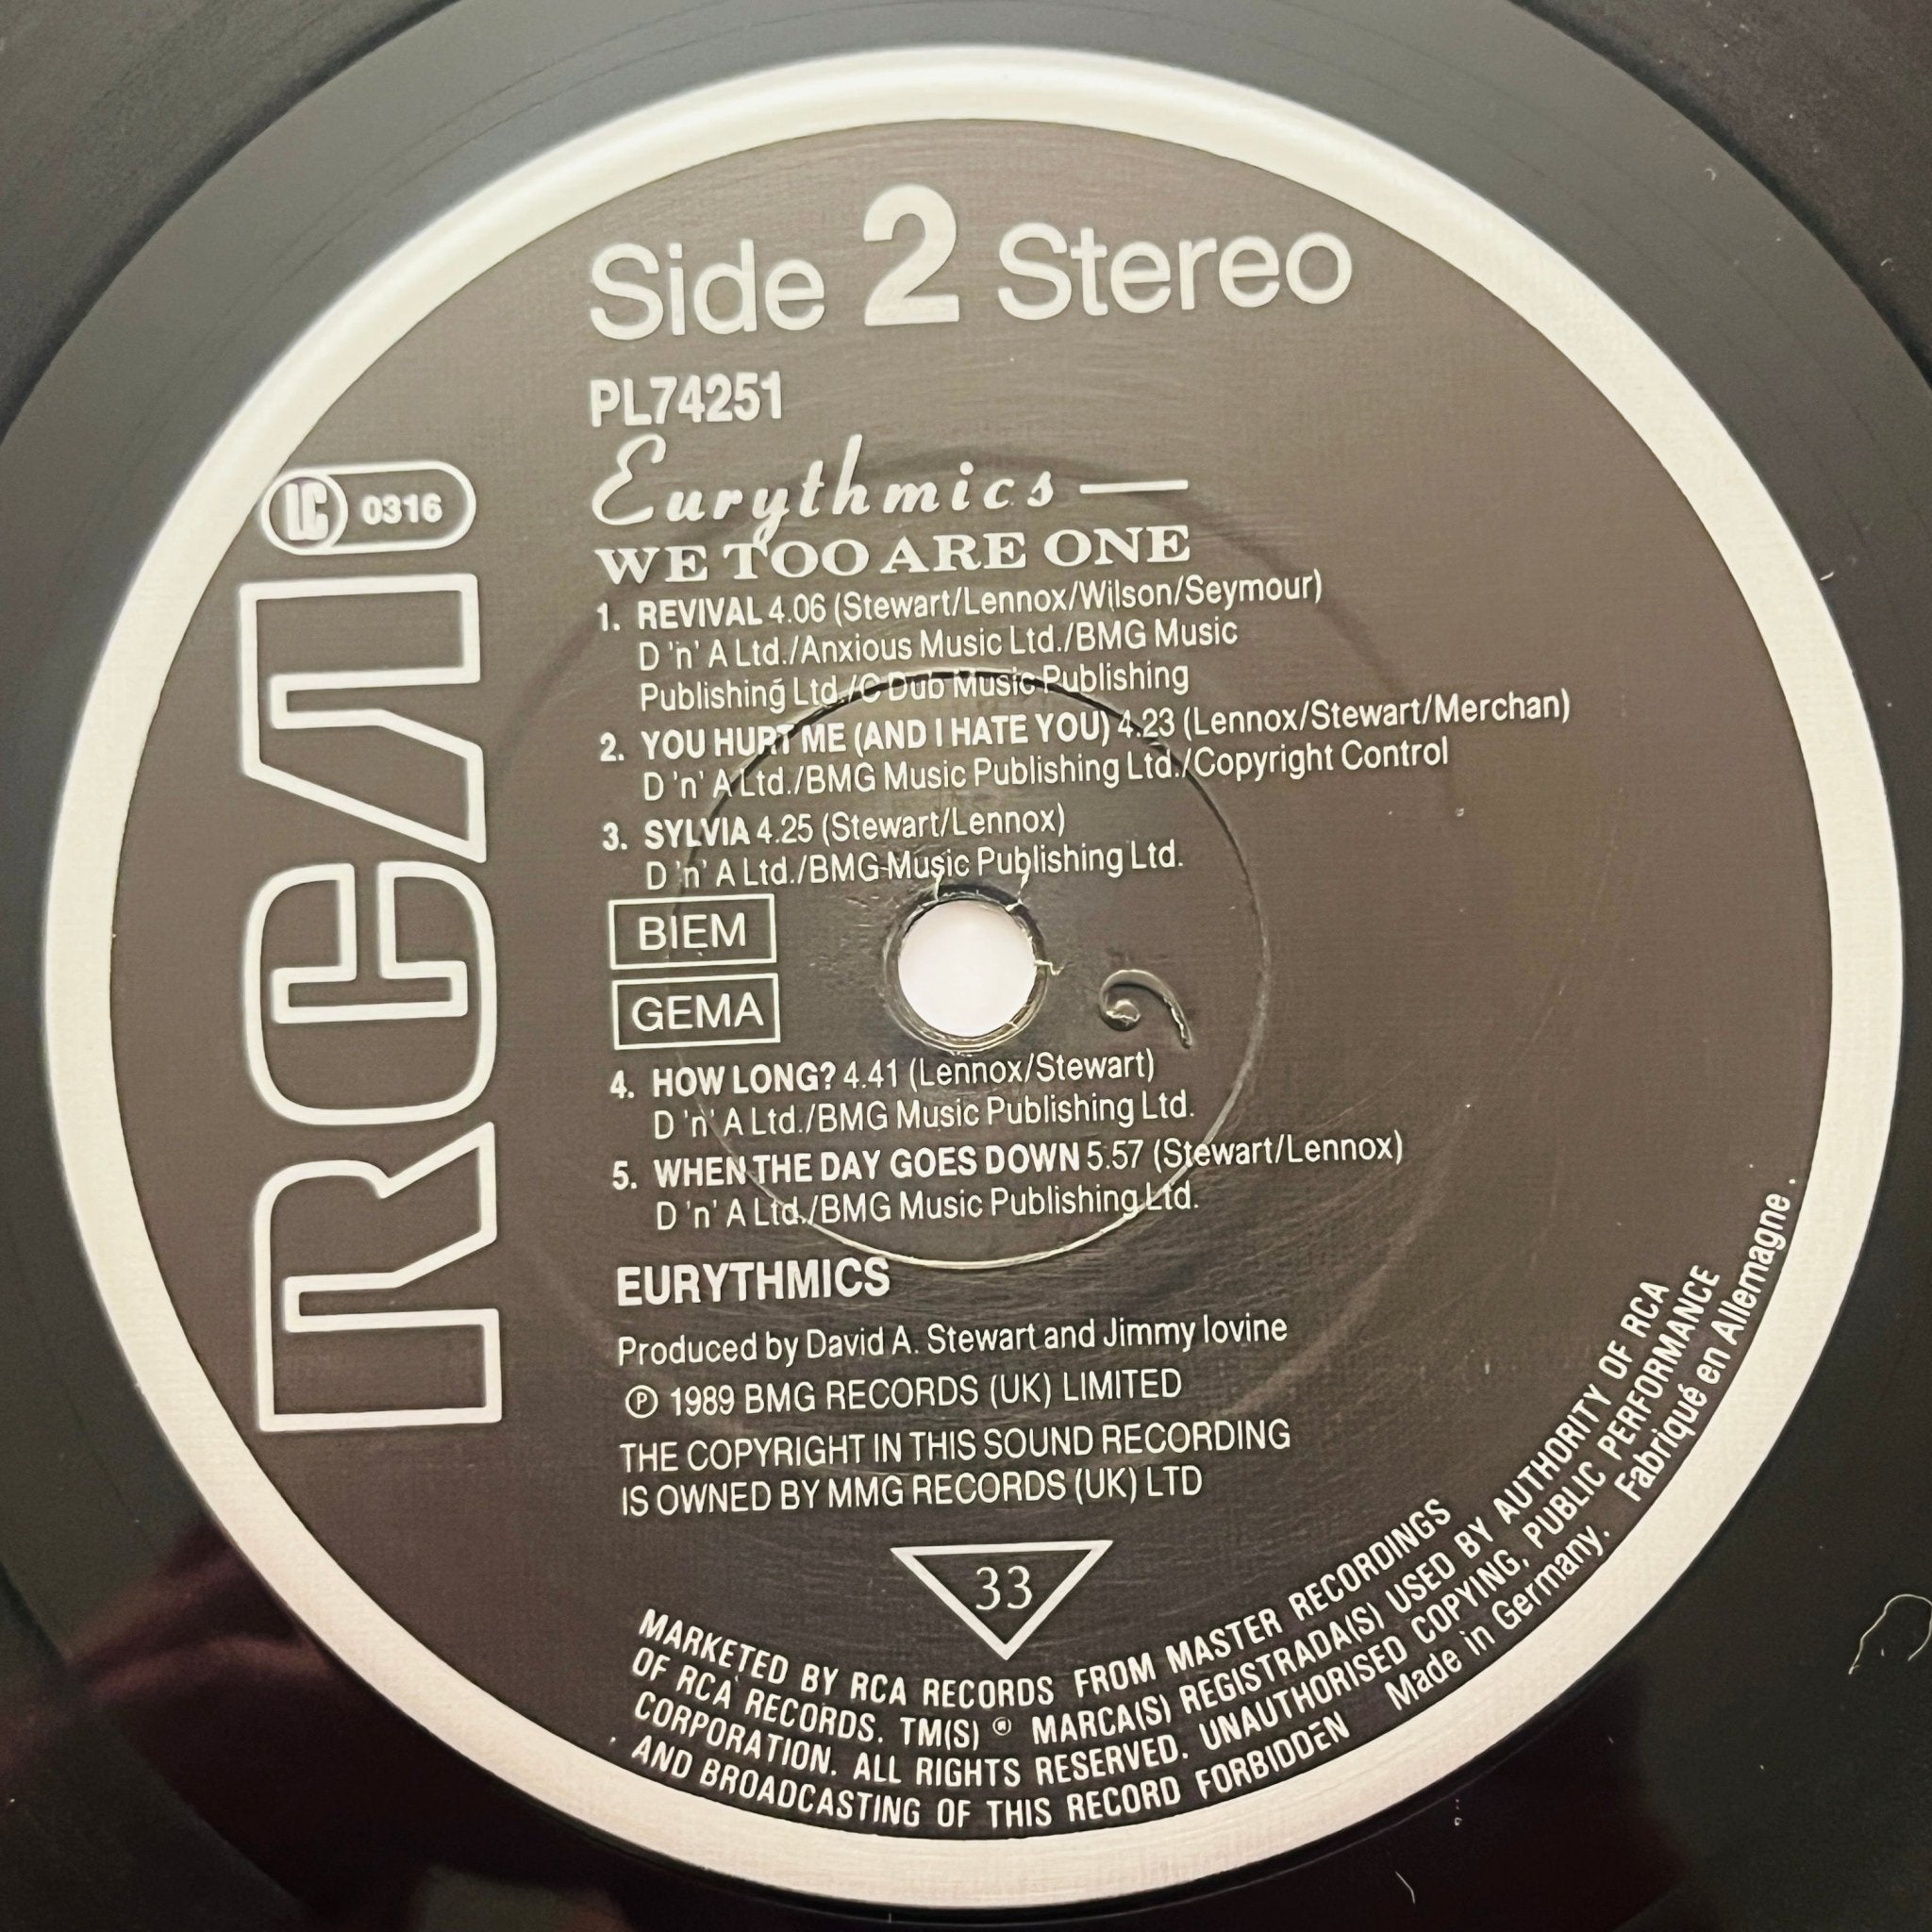 Side 2 Stereo
PL74251
LC 0316
RCA
Eurythmics —
WE TOO ARE ONE
1. REVIVAL 4.06 (Stewart/Lennox/Wilson/Seymour)
D 'n' A Ltd./Anxious Music Ltd./BMG Music
Publishing Ltd./C Dub Music Publishing
2. YOU HURT ME (AND I HATE YOU) 4.23 (Lennox/Stewart/Merchan)
D 'n' A Ltd./BMG Music Publishing Ltd./Copyright Control
3. SYLVIA 4.25 (Stewart/Lennox)
D 'n' A Ltd./BMG Music Publishing Ltd.
BIEM
GEMA
4. HOW LONG? 4.41 (Lennox/Stewart)
D 'n' A Ltd./BMG Music Publishing Ltd.
5. WHEN THE DAY GOES DOWN 5:57 (Stewart/Lennox)
D 'n' A Ltd./BMG Music Publishing Ltd.
EURYTHMICS
Produced by David A. Stewart and Jimmy Iovine
℗ 1989 BMG RECORDS (UK) LIMITED
THE COPYRIGHT IN THIS SOUND RECORDING
IS OWNED BY MMG RECORDS (UK) LTD
33
MARKETED BY RCA RECORDS FROM MASTER RECORDINGS
OF RCA RECORDS. TM(S) ® MARCA(S) REGISTRADA(S) USED BY AUTHORITY OF RCA
CORPORATION. ALL RIGHTS RESERVED. UNAUTHORISED COPYING, PUBLIC PERFORMANCE
AND BROADCASTING OF THIS RECORD FORBIDDEN Made in Germany. Fabriqué en Allemagne.